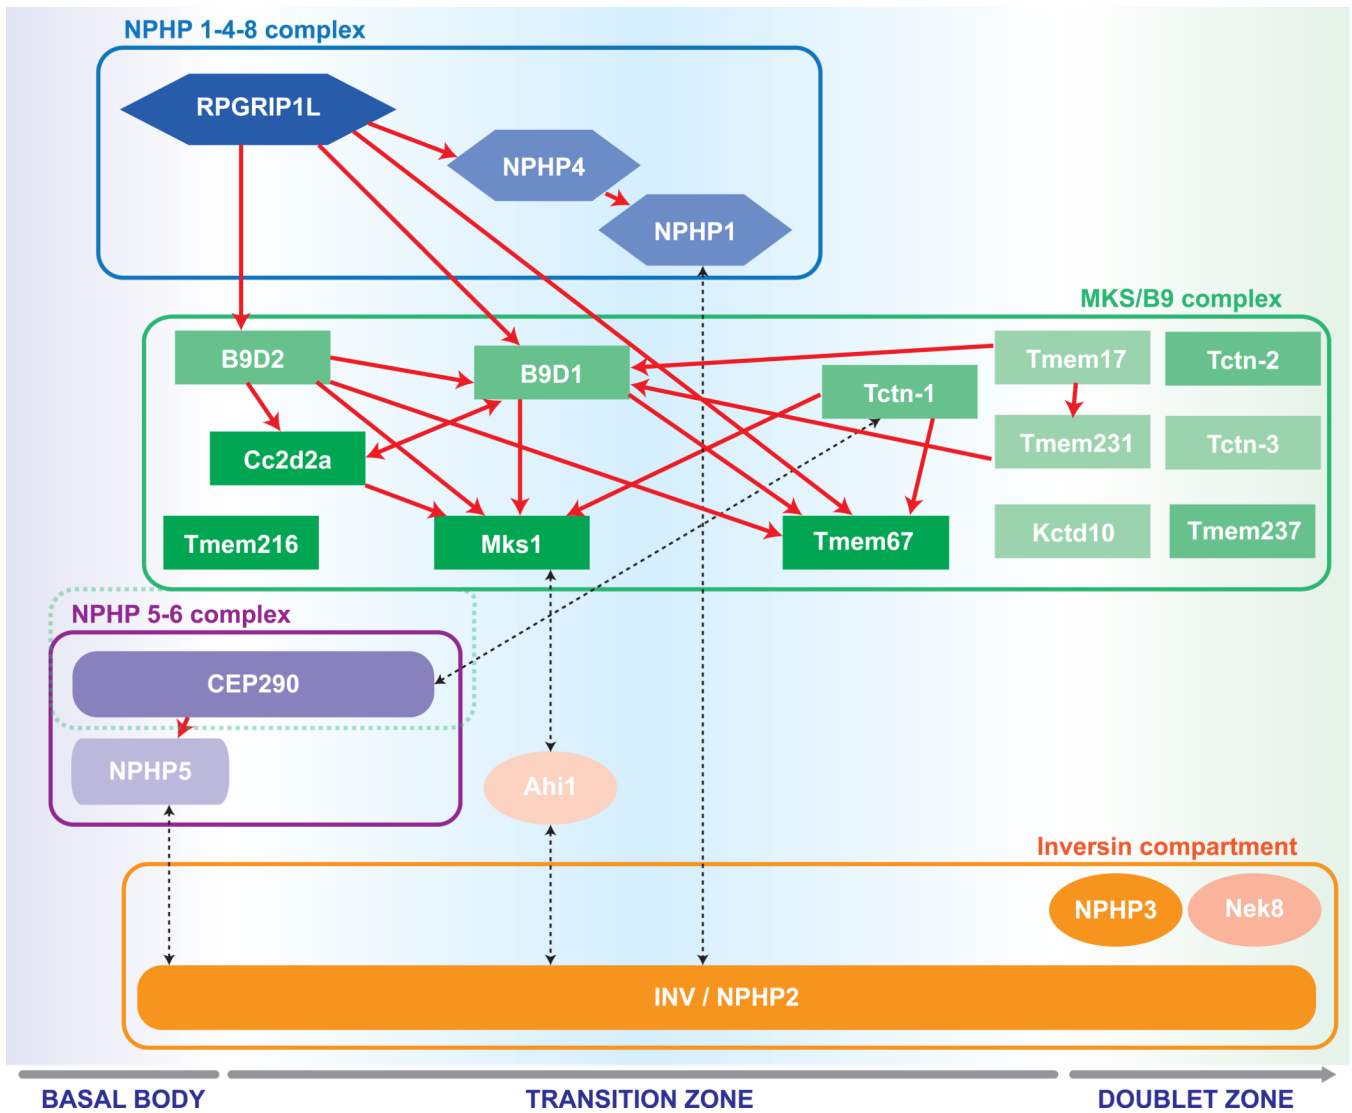 NPHP 1-4-8 complex
RPGRIP1L
NPHP4
NPHP1
MKS/B9 complex
B9D2
B9D1
Tmem17
Tctn-2
Tctn-1
Cc2d2a
Tmem231
Tctn-3
Tmem216
Mks1
Tmem67
Kctd10
Tmem237
NPHP 5-6 complex
CEP290
NPHP5
Ahi1
Inversin compartment
NPHP3
Nek8
INV / NPHP2
BASAL BODY
TRANSITION ZONE
DOUBLET ZONE